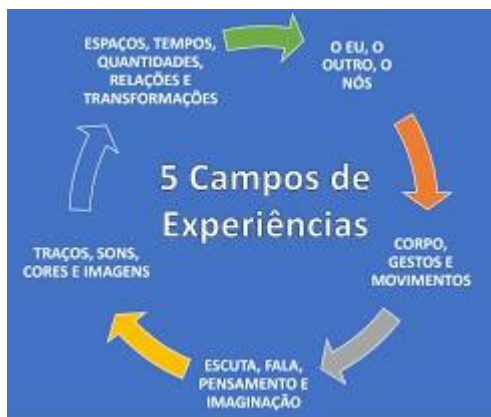 ESPAÇOS, TEMPOS,
QUANTIDADES,
RELAÇÕES E
TRANSFORMAÇÕES
O EU, O
OUTRO, O
NÓS
5 Campos de
Experiências
TRAÇOS, SONS,
CORES E IMAGENS
CORPO,
GESTOS E
MOVIMENTOS
ESCUTA, FALA,
PENSAMENTO E
IMAGINAÇÃO